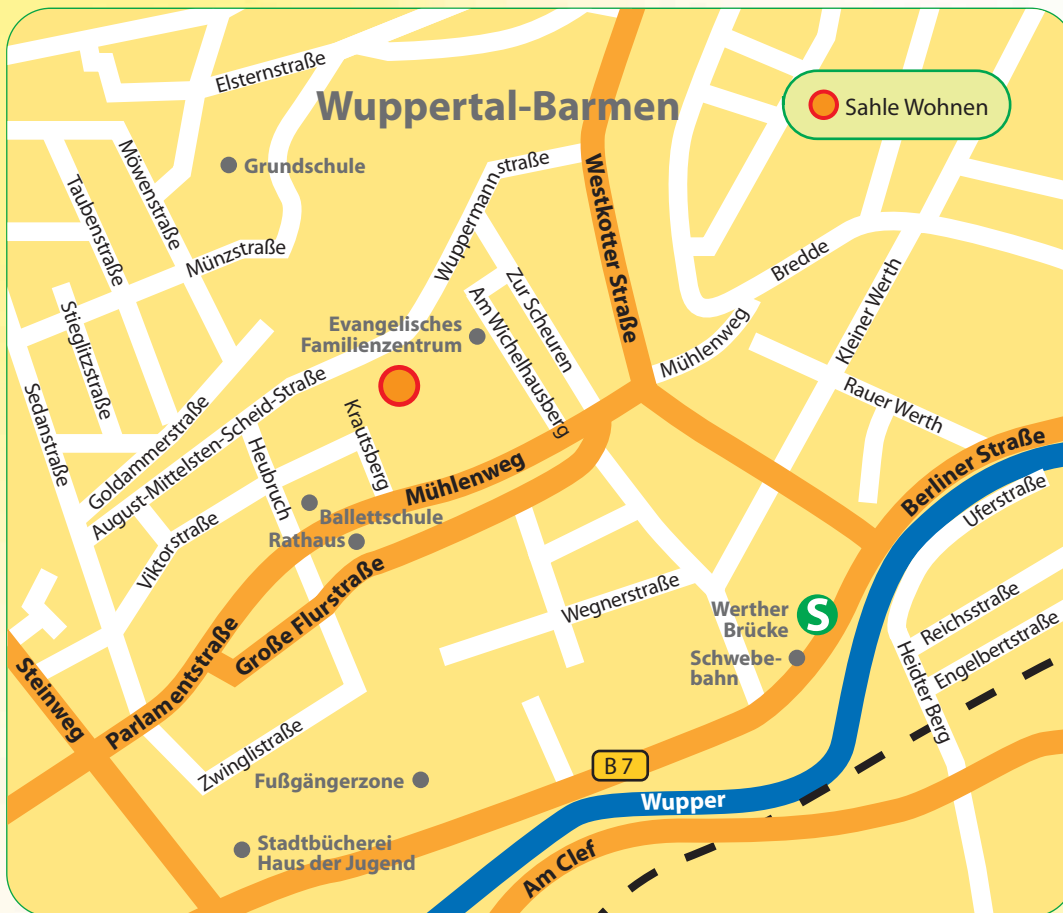 Wuppertal-Barmen
Sahle Wohnen
Elsternstraße
Grundschule
Möwenstraße
Taubenstraße
Münzstraße
Wuppermannstraße
Westkotter Straße
Bredde
Stieglitzstraße
Zur Scheuren
Am Wichelhausberg
Kleiner Werth
Evangelisches
Familienzentrum
Mühlenweg
Rauer Werth
Sedanstraße
Goldammerstraße
August-Mittelsten-Scheid-Straße
Krautsberg
Heubruch
Mühlenweg
Berliner Straße
Uferstraße
Viktorstraße
Ballettschule
Rathaus
Große Flurstraße
Wegnerstraße
Werther
Brücke
S
Schwebe-
bahn
Reichsstraße
Engelbertstraße
Heidter Berg
Steinweg
Parlamentstraße
Zwinglistraße
B 7
Fußgängerzone
Wupper
Stadtbücherei
Haus der Jugend
Am Clef